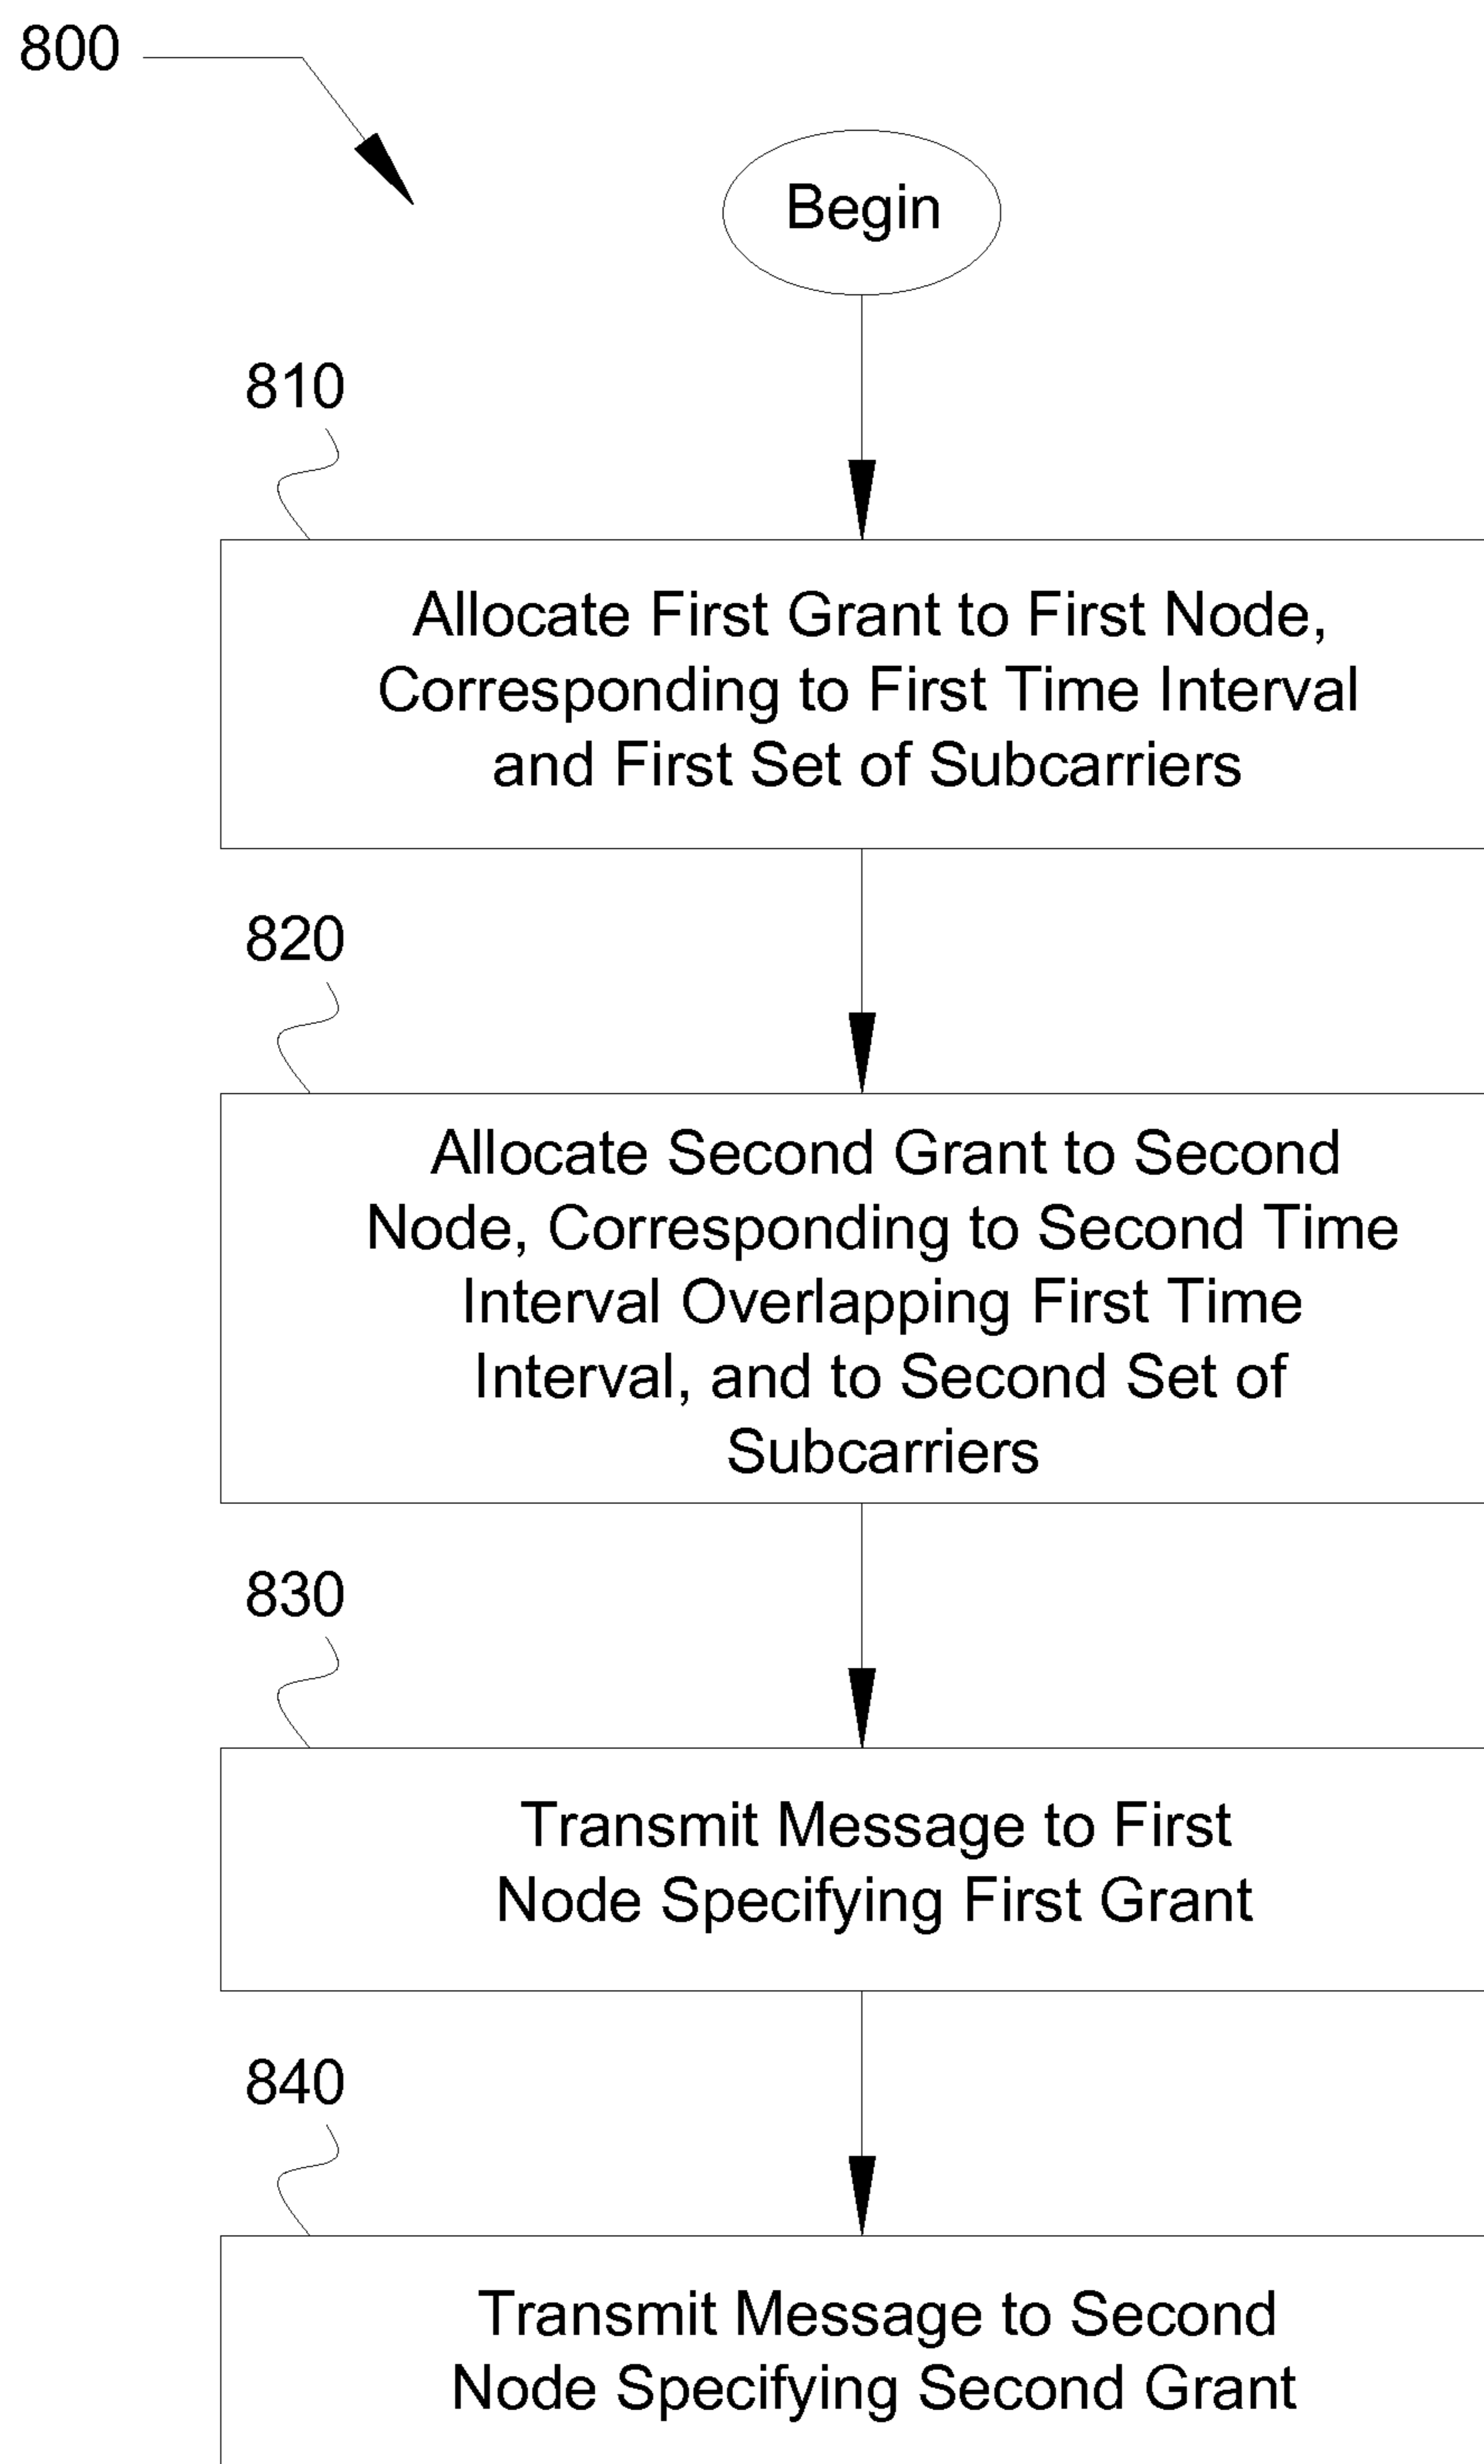 800
Begin
810
Allocate First Grant to First Node,
Corresponding to First Time Interval
and First Set of Subcarriers
820
Allocate Second Grant to Second
Node, Corresponding to Second Time
Interval Overlapping First Time
Interval, and to Second Set of
Subcarriers
830
Transmit Message to First
Node Specifying First Grant
840
Transmit Message to Second
Node Specifying Second Grant